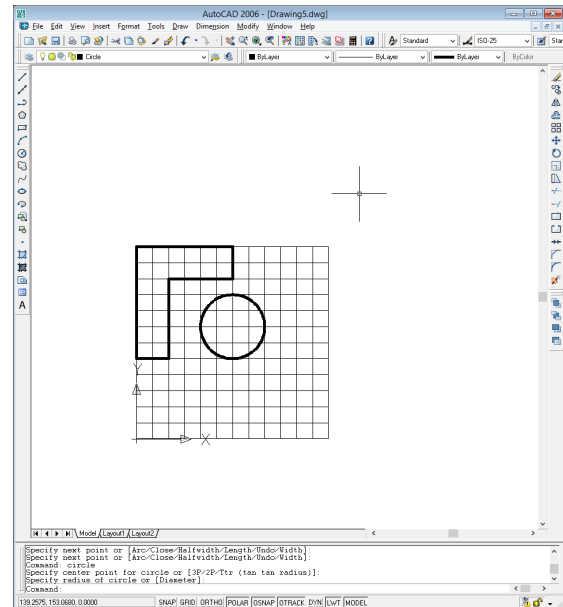 AutoCAD 2006 - [Drawing5.dwg]
File Edit View Insert Format Tools Draw Dimension Modify Window Help
Standard ISO-25 Stan
Circle ByLayer ByLayer ByLayer ByColor
A
Y
X
Model Layout1 Layout2
Specify next point or [Arc/Close/Halfwidth/Length/Undo/Width]:
Specify next point or [Arc/Close/Halfwidth/Length/Undo/Width]:
Command: circle
Specify center point for circle or [3P/2P/Ttr (tan tan radius)]:
Specify radius of circle or [Diameter]:
Command:
139.2575, 153.0680, 0.0000 SNAP GRID ORTHO POLAR OSNAP OTRACK DYN LWT MODEL